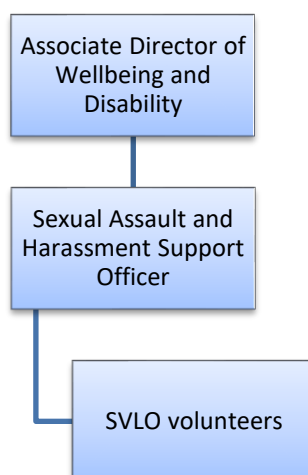 Associate Director of
Wellbeing and
Disability
Sexual Assault and
Harassment Support
Officer
SVLO volunteers